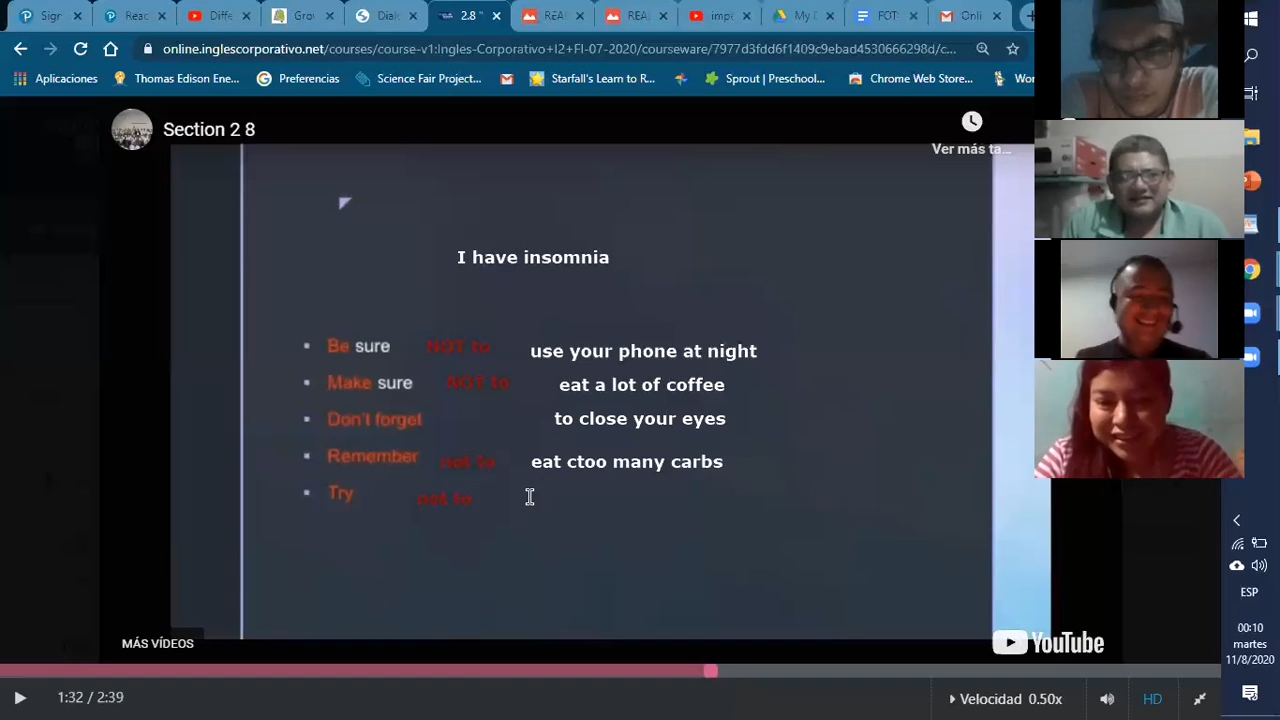 Sign
Reac
Diffe
Gro
Dial
2.8 "
REA
REA
imp
My D
FOT
Onli
online.inglescorporativo.net/courses/course-v1:Ingles-Corporativo+I2+FI-07-2020/courseware/7977d3fdd6f1409c9ebad4530666298d/c...
Aplicaciones
Thomas Edison Ene...
Preferencias
Science Fair Project...
Starfall's Learn to R...
Sprout | Preschool...
Chrome Web Store...
Wor
Section 2 8
Ver más ta...
I have insomnia
Be sure NOT to use your phone at night
Make sure NOT to eat a lot of coffee
Don't forget to close your eyes
Remember not to eat ctoo many carbs
Try not to
MÁS VÍDEOS
YouTube
1:32 / 2:39
Velocidad 0.50x
HD
ESP
00:10
martes
11/8/2020